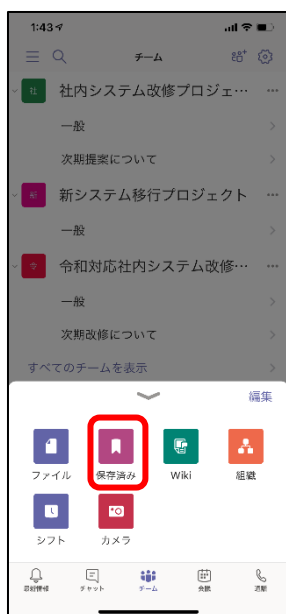 1:43
チーム
社 社内システム改修プロジェ… …
一般
次期提案について
新 新システム移行プロジェクト …
一般
令 令和対応社内システム改修… …
一般
次期改修について
すべてのチームを表示
編集
ファイル 保存済み Wiki 組織
シフト カメラ
チャット チーム 会議 通話